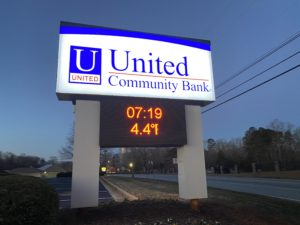 U
UNITED
United
Community Bank
07:19
4.4°F